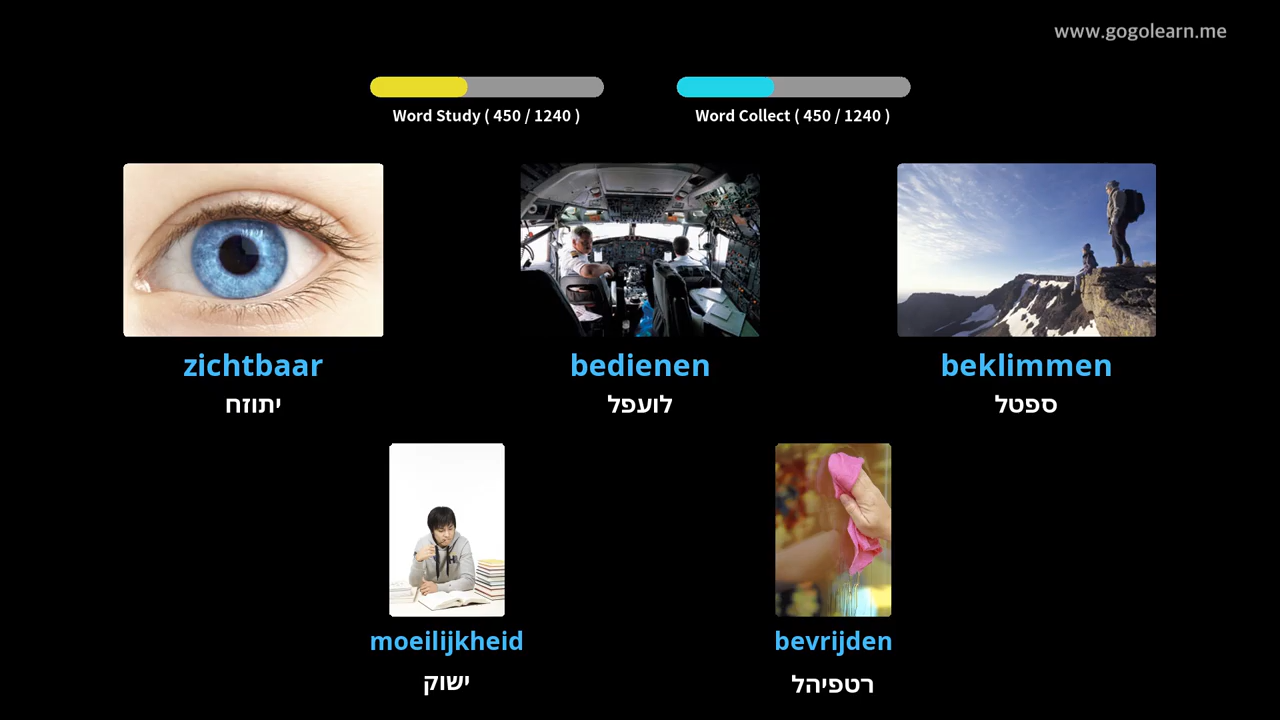 www.gogolearn.me
Word Study ( 450 / 1240 )
Word Collect ( 450 / 1240 )
zichtbaar
יתוזח
bedienen
לועפל
beklimmen
ספטל
moeilijkheid
ישוק
bevrijden
רטפיהל